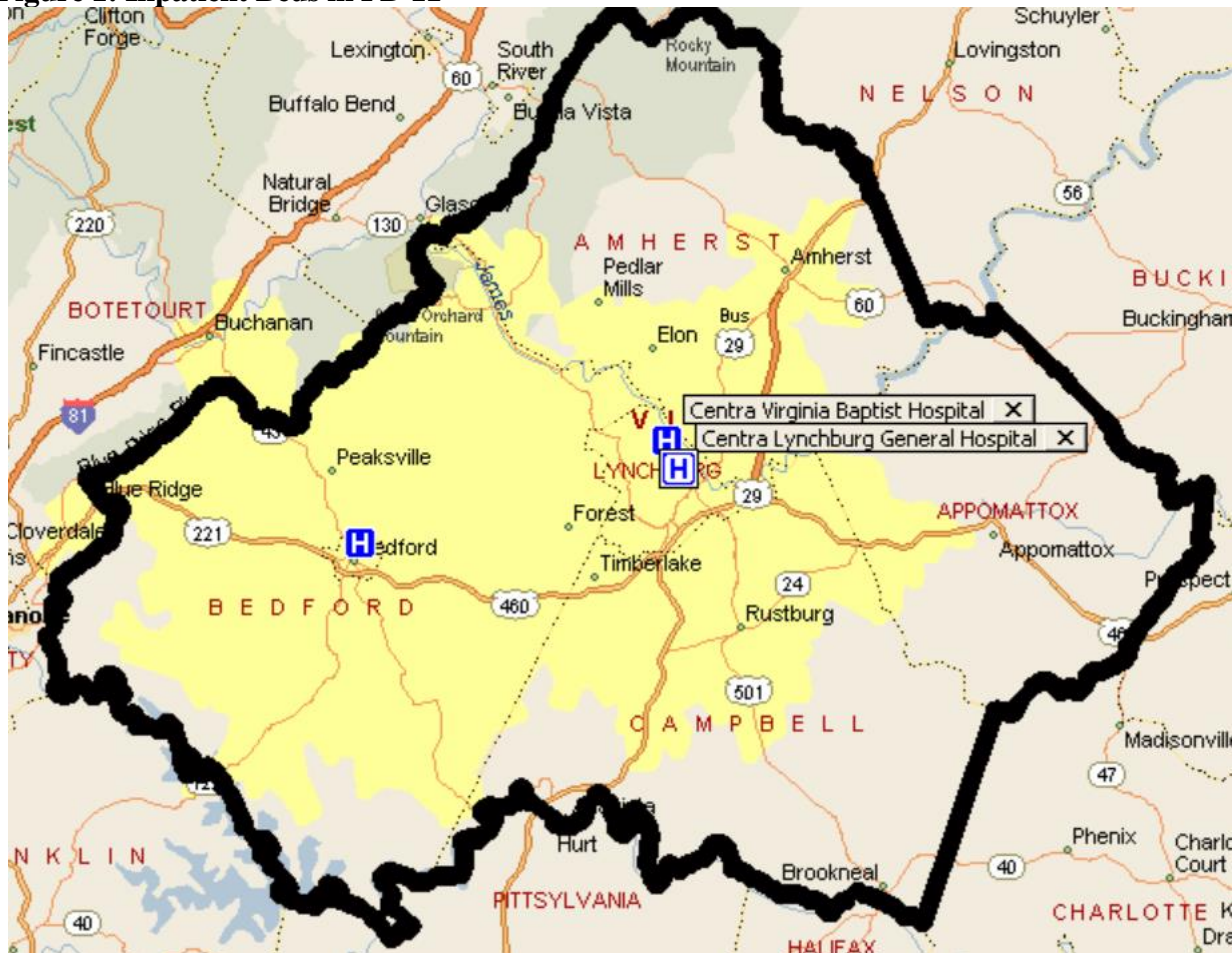 Clifton
Forge
Lexington
South
River
Rocky
Mountain
Schuyler
Lovingston
60
Buffalo Bend
Vista
N E L S O N
Natural
Bridge
56
220
130
A M H E R S T
Pedlar
Mills
Amherst
James
BUCKI
BOTETOURT
Buchanan
Orchard
60
Buckingham
Fincastle
Elon
Bus
29
81
Centra Virginia Baptist Hospital X
Centra Lynchburg General Hospital X
H
H
Peaksville
Blue Ridge
29
Cloverdale
221
Forest
APPOMATTOX
Appomattox
H
Timberlake
24
B E D F O R D
460
Rustburg
501
C A M P B E L L
Madisonville
47
Hurt
Phenix
Brookneal
40
Court
PITTSYLVANIA
40
CHARLOTTE
HALIFAX